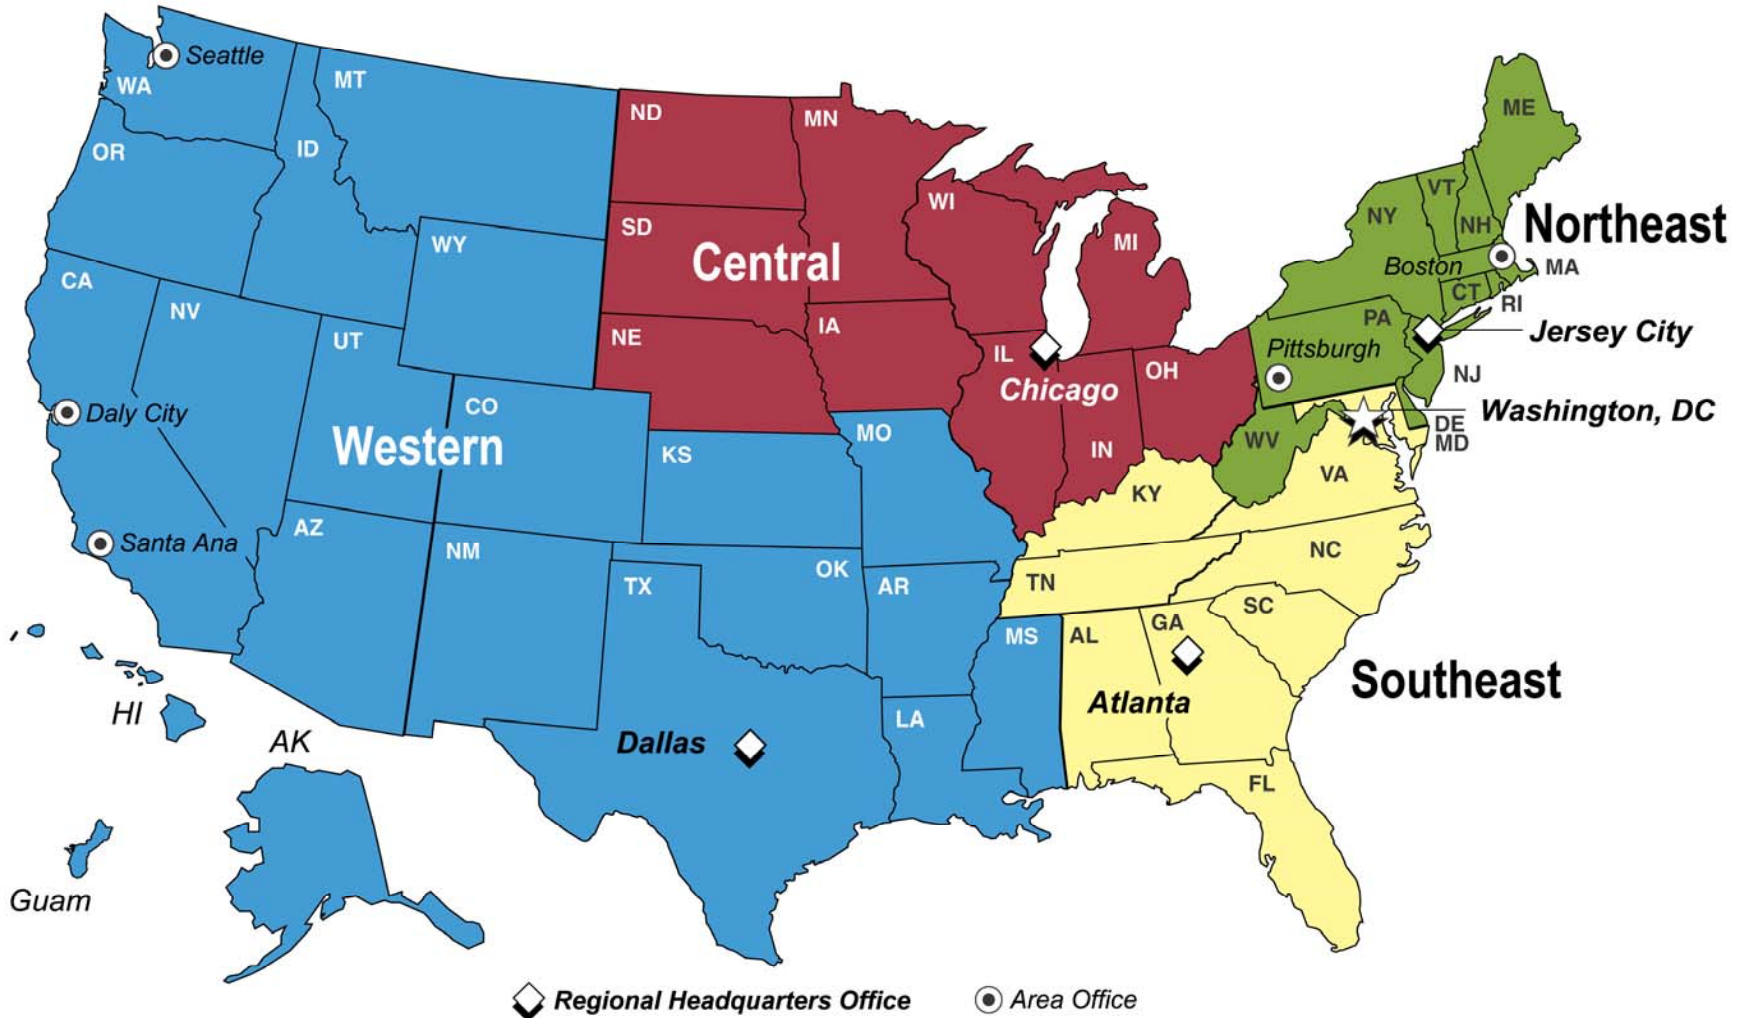 Seattle
WA
MT
ND
MN
ME
OR
ID
WI
VT
NY
NH
Northeast
SD
WY
MI
Central
Boston
MA
CA
NV
CT
RI
IA
PA
UT
NE
IL
Jersey City
Pittsburgh
OH
NJ
Chicago
CO
Daly City
Washington, DC
DE
MD
MO
WV
Western
KS
IN
VA
KY
AZ
Santa Ana
NM
NC
OK
TX
AR
TN
SC
GA
MS
AL
Southeast
Atlanta
HI
LA
AK
Dallas
FL
Guam
Regional Headquarters Office
Area Office